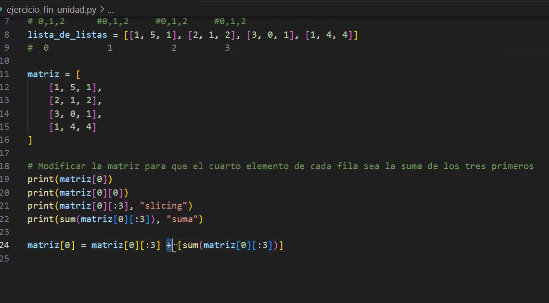 ejercicio_fin_unidad.py > ...
7 # 0,1,2 #0,1,2 #0,1,2 #0,1,2
8 lista_de_listas = [[1, 5, 1], [2, 1, 2], [3, 0, 1], [1, 4, 4]]
9 # 0 1 2 3
10
11 matriz = [
12 [1, 5, 1],
13 [2, 1, 2],
14 [3, 0, 1],
15 [1, 4, 4]
16 ]
17
18 # Modificar la matriz para que el cuarto elemento de cada fila sea la suma de los tres primeros
19 print(matriz[0])
20 print(matriz[0][0])
21 print(matriz[0][:3], "slicing")
22 print(sum(matriz[0][:3]), "suma")
23
24 matriz[0] = matriz[0][:3] + [sum(matriz[0][:3])]
25